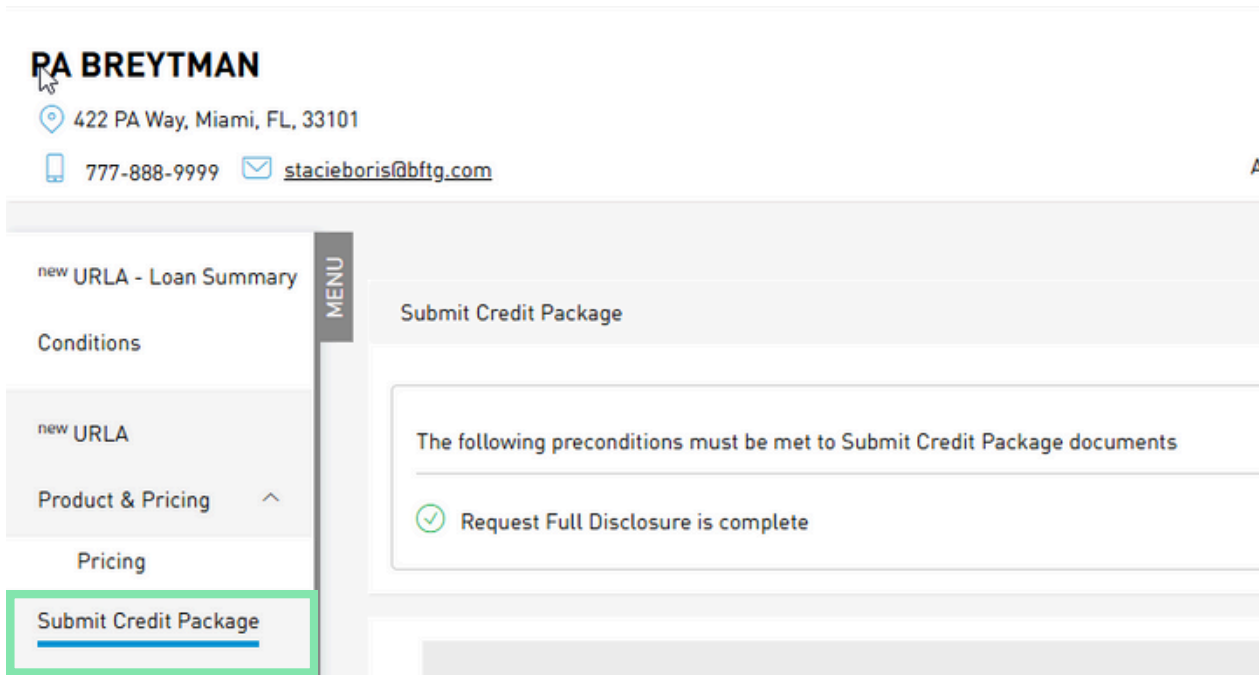 PA BREYTMAN
422 PA Way, Miami, FL, 33101
777-888-9999 stacieboris@bftg.com
A
new URLA - Loan Summary
MENU
Conditions
new URLA
Product & Pricing
Pricing
Submit Credit Package
Submit Credit Package
The following preconditions must be met to Submit Credit Package documents
Request Full Disclosure is complete